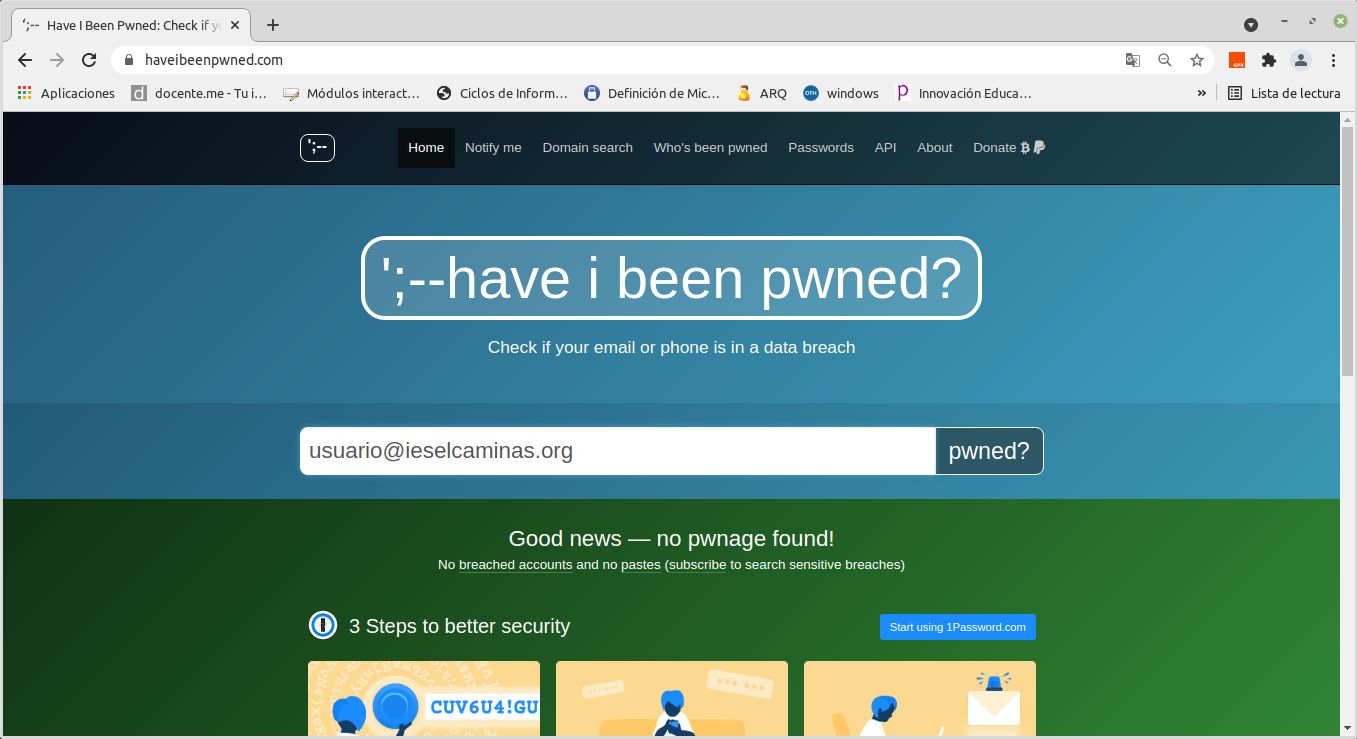 ';-- Have I Been Pwned: Check if yo
haveibeenpwned.com
Aplicaciones docente.me - Tu i… Módulos interact… Ciclos de Inform… Definición de Mic… ARQ OTH windows Innovación Educa… » Lista de lectura
';-- Home Notify me Domain search Who's been pwned Passwords API About Donate
';--have i been pwned?
Check if your email or phone is in a data breach
usuario@ieselcaminas.org pwned?
Good news — no pwnage found!
No breached accounts and no pastes (subscribe to search sensitive breaches)
3 Steps to better security Start using 1Password.com
CUV6U4!GU